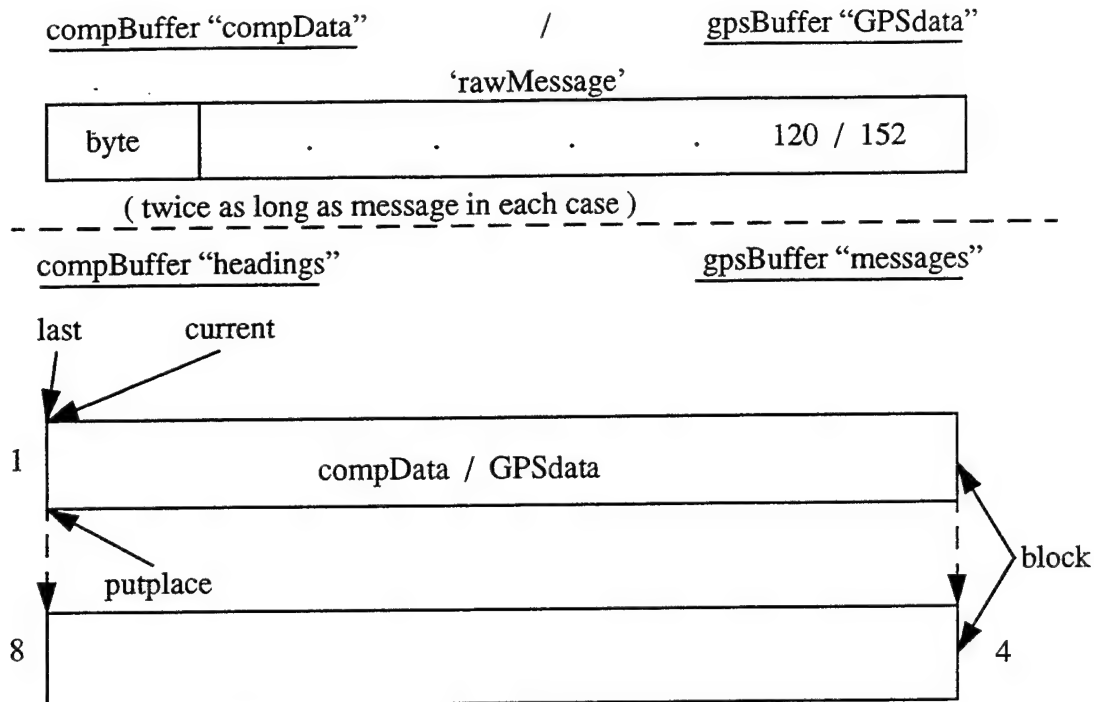 compBuffer “compData” / gpsBuffer “GPSdata”
‘rawMessage’
byte . . . . 120 / 152
( twice as long as message in each case )
compBuffer “headings” gpsBuffer “messages”
last current
1 compData / GPSdata
block
putplace
8 4